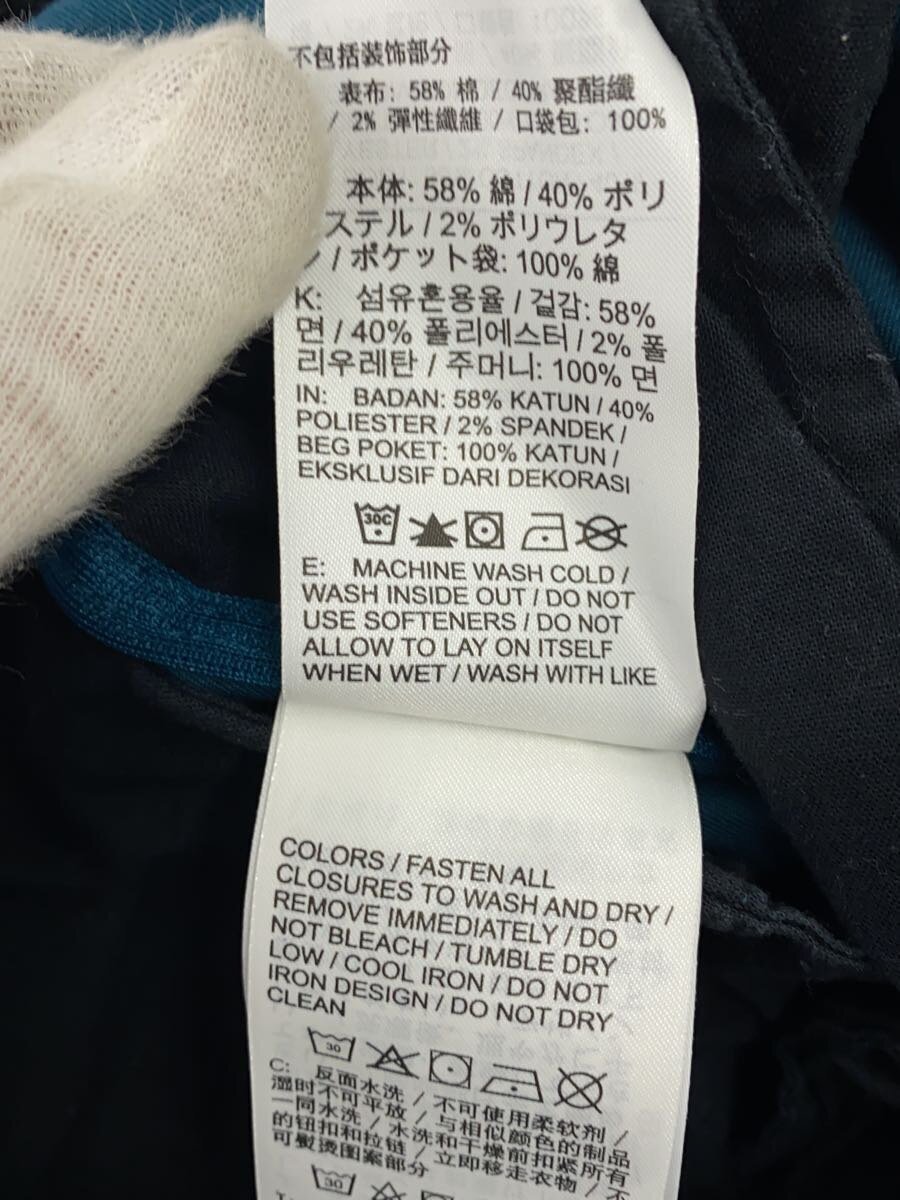 不包括装饰部分
表布: 58% 棉 / 40% 聚酯纖
/ 2% 彈性纖維 / 口袋包: 100%
本体: 58% 綿 / 40% ポリ
ステル / 2% ポリウレタ
ン / ポケット袋: 100% 綿
K: 섬유혼용율 / 겉감: 58%
면 / 40% 폴리에스터 / 2% 폴
리우레탄 / 주머니: 100% 면
IN: BADAN: 58% KATUN / 40%
POLIESTER / 2% SPANDEK /
BEG POKET: 100% KATUN /
EKSKLUSIF DARI DEKORASI
30C
E: MACHINE WASH COLD /
WASH INSIDE OUT / DO NOT
USE SOFTENERS / DO NOT
ALLOW TO LAY ON ITSELF
WHEN WET / WASH WITH LIKE
COLORS / FASTEN ALL
CLOSURES TO WASH AND DRY /
REMOVE IMMEDIATELY / DO
NOT BLEACH / TUMBLE DRY
LOW / COOL IRON / DO NOT
IRON DESIGN / DO NOT DRY
CLEAN
30
C: 反面水洗 / 不可使用柔软剂 /
湿时不可平放 / 与相似颜色的制品
一同水洗 / 水洗和干燥前扣紧所有
的钮扣和拉链 / 立即移走衣物 / 不
可熨烫图案部分
30